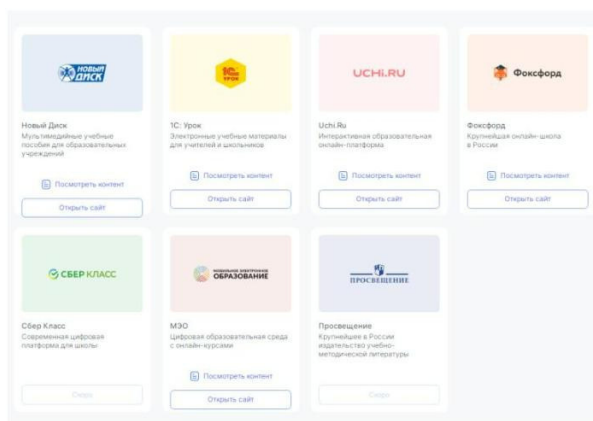 НОВЫЙ ДИСК
1С: УРОК
UCHi.RU
Фоксфорд
Новый Диск
Мультимедийные учебные
пособия для образовательных
учреждений
Посмотреть контент
Открыть сайт
1С: Урок
Электронные учебные материалы
для учителей и школьников
Посмотреть контент
Открыть сайт
Uchi.Ru
Интерактивная образовательная
онлайн-платформа
Посмотреть контент
Открыть сайт
Фоксфорд
Крупнейшая онлайн-школа
в России
Посмотреть контент
Открыть сайт
СБЕР КЛАСС
МОБИЛЬНОЕ ЭЛЕКТРОННОЕ
ОБРАЗОВАНИЕ
ПРОСВЕЩЕНИЕ
Сбер Класс
Современная цифровая
платформа для школы
Скоро
МЭО
Цифровая образовательная среда
с онлайн-курсами
Посмотреть контент
Открыть сайт
Просвещение
Крупнейшее в России
издательство учебно-
методической литературы
Скоро